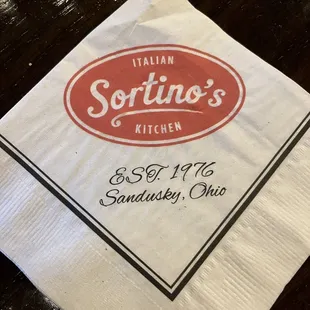 ITALIAN
Sortino's
KITCHEN
EST. 1976
Sandusky, Ohio